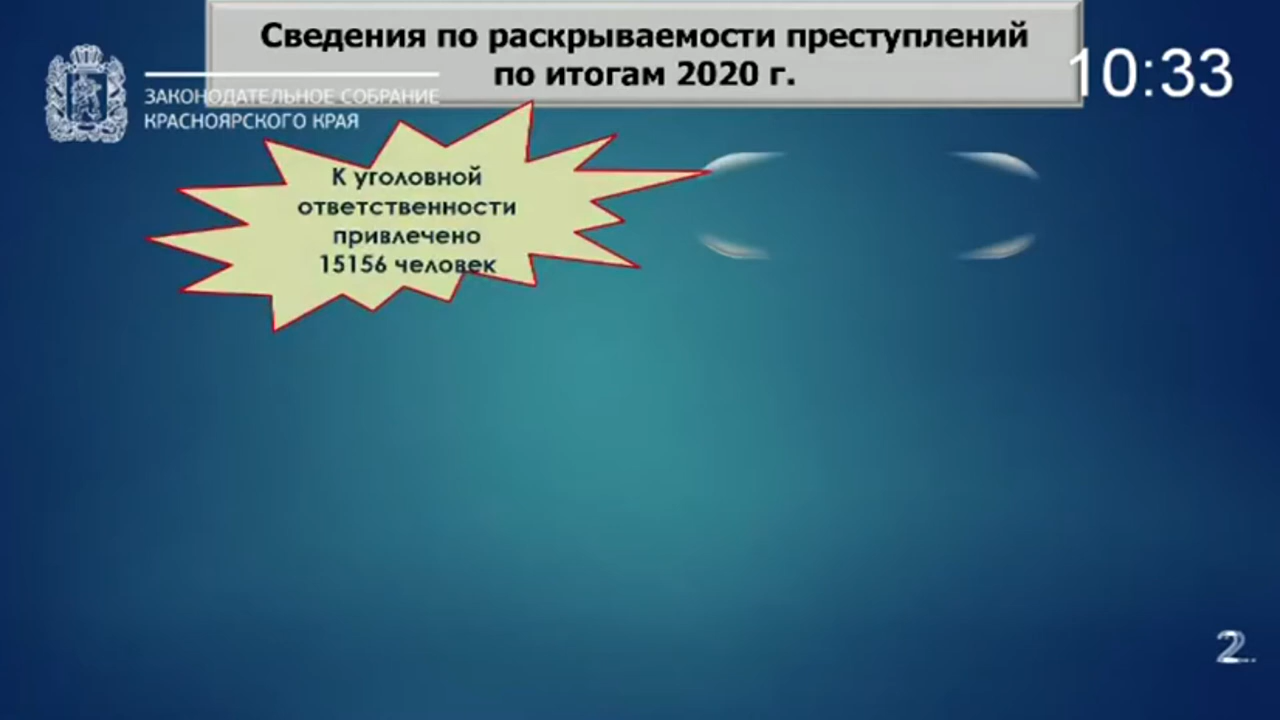 Сведения по раскрываемости преступлений
по итогам 2020 г.
10:33
ЗАКОНОДАТЕЛЬНОЕ СОБРАНИЕ
КРАСНОЯРСКОГО КРАЯ
К уголовной
ответственности
привлечено
15156 человек
2